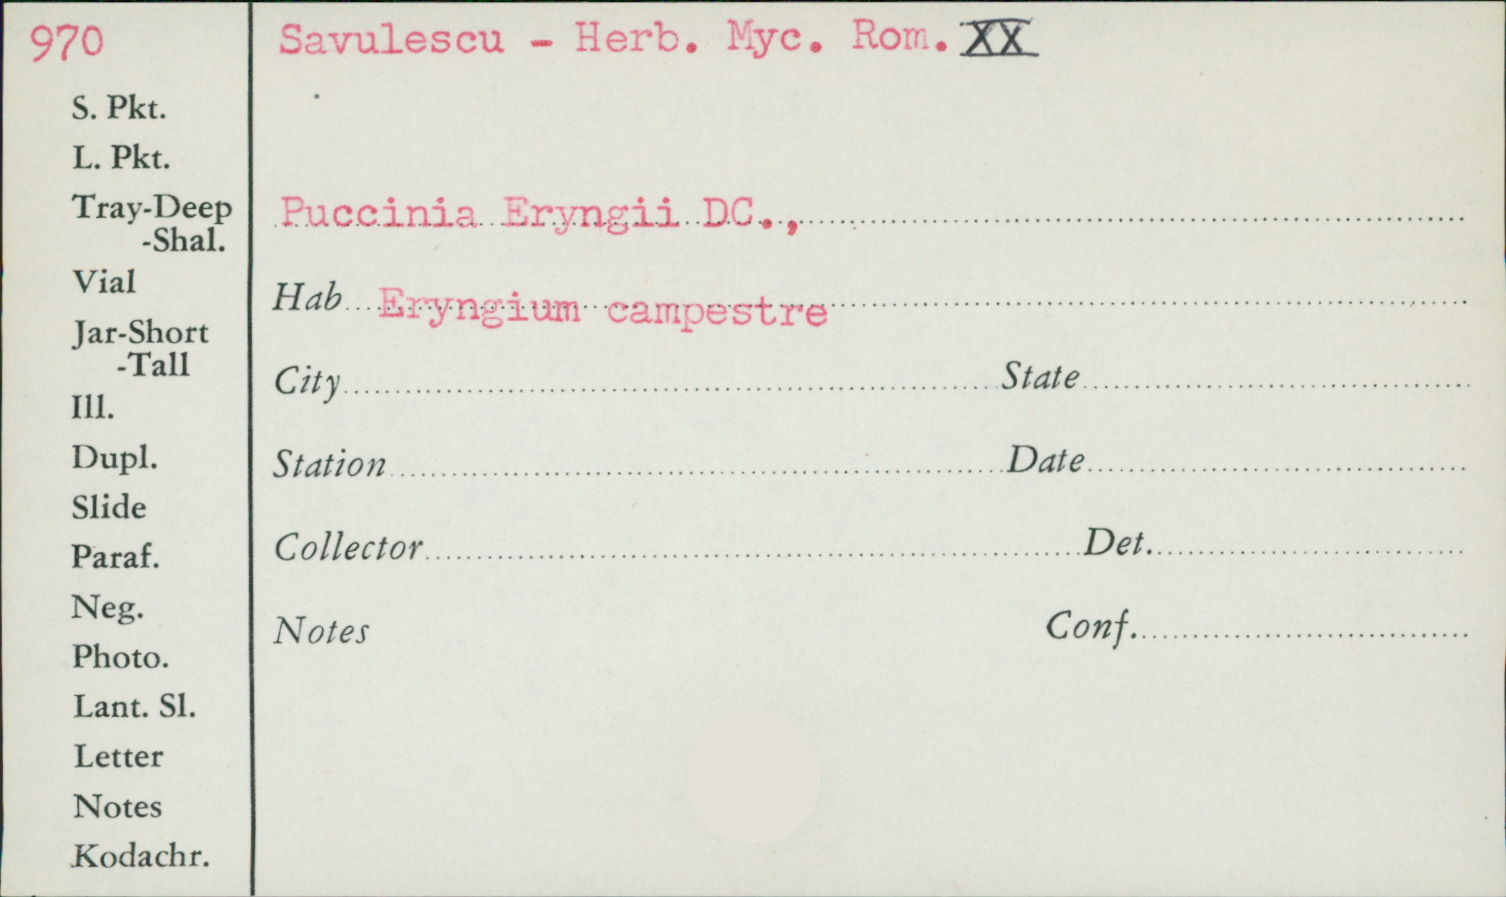 970
Savulescu - Herb. Myc. Rom. XX
S. Pkt.
L. Pkt.
Tray-Deep
-Shal.
Vial
Jar-Short
-Tall
Ill.
Dupl.
Slide
Paraf.
Neg.
Photo.
Lant. Sl.
Letter
Notes
Kodachr.
Puccinia Eryngii DC.,
Hab Eryngium campestre
City State
Station Date
Collector Det.
Notes Conf.